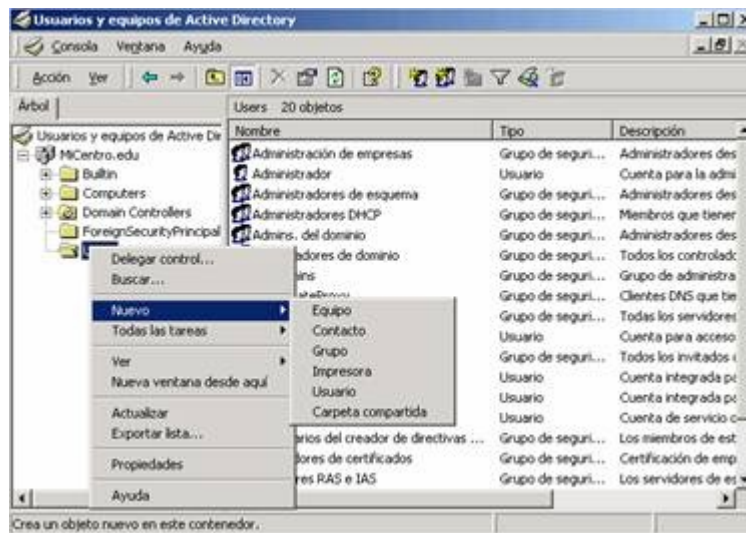 Usuarios y equipos de Active Directory
Consola Ventana Ayuda
Acción Ver
Árbol
Users 20 objetos
Usuarios y equipos de Active Dir
MiCentro.edu
Builtin
Computers
Domain Controllers
ForeignSecurityPrincipal
Nombre Tipo Descripción
Administración de empresas Grupo de seguri... Administradores des
Administrador Usuario Cuenta para la admi
Administradores de esquema Grupo de seguri... Administradores des
Administradores DHCP Grupo de seguri... Miembros que tiener
Admins. del dominio Grupo de seguri... Administradores des
adores de dominio Grupo de seguri... Todos los controlado
ins Grupo de seguri... Grupo de administra
Grupo de seguri... Clientes DNS que tie
Grupo de seguri... Todas los servidores
Usuario Cuenta para acceso
Grupo de seguri... Todos los invitados
Usuario Cuenta integrada pa
Usuario Cuenta integrada pa
Usuario Cuenta de servicio c
arios del creador de directivas ... Grupo de seguri... Los miembros de est
ores de certificados Grupo de seguri... Certificación de emp
res RAS e IAS Grupo de seguri... Los servidores de es
Delegar control...
Buscar...
Nuevo
Todas las tareas
Ver
Nueva ventana desde aquí
Actualizar
Exportar lista...
Propiedades
Ayuda
Equipo
Contacto
Grupo
Impresora
Usuario
Carpeta compartida
Crea un objeto nuevo en este contenedor.